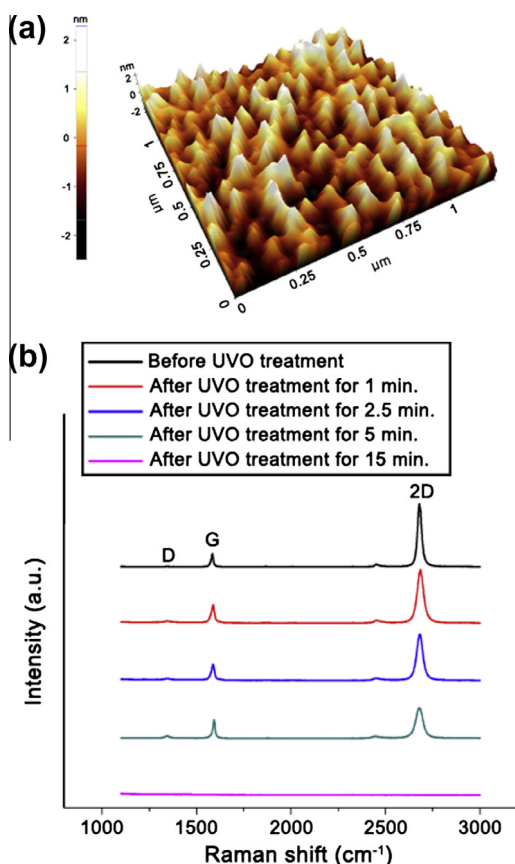 (a)
nm
2
1
0
-1
-2
nm
2
0
-2
1
0.75
μm
0.5
0.25
0
0
0.25
0.5
μm
0.75
1
(b)
Before UVO treatment
After UVO treatment for 1 min.
After UVO treatment for 2.5 min.
After UVO treatment for 5 min.
After UVO treatment for 15 min.
2D
G
D
Intensity (a.u.)
1000 1500 2000 2500 3000
Raman shift (cm⁻¹)